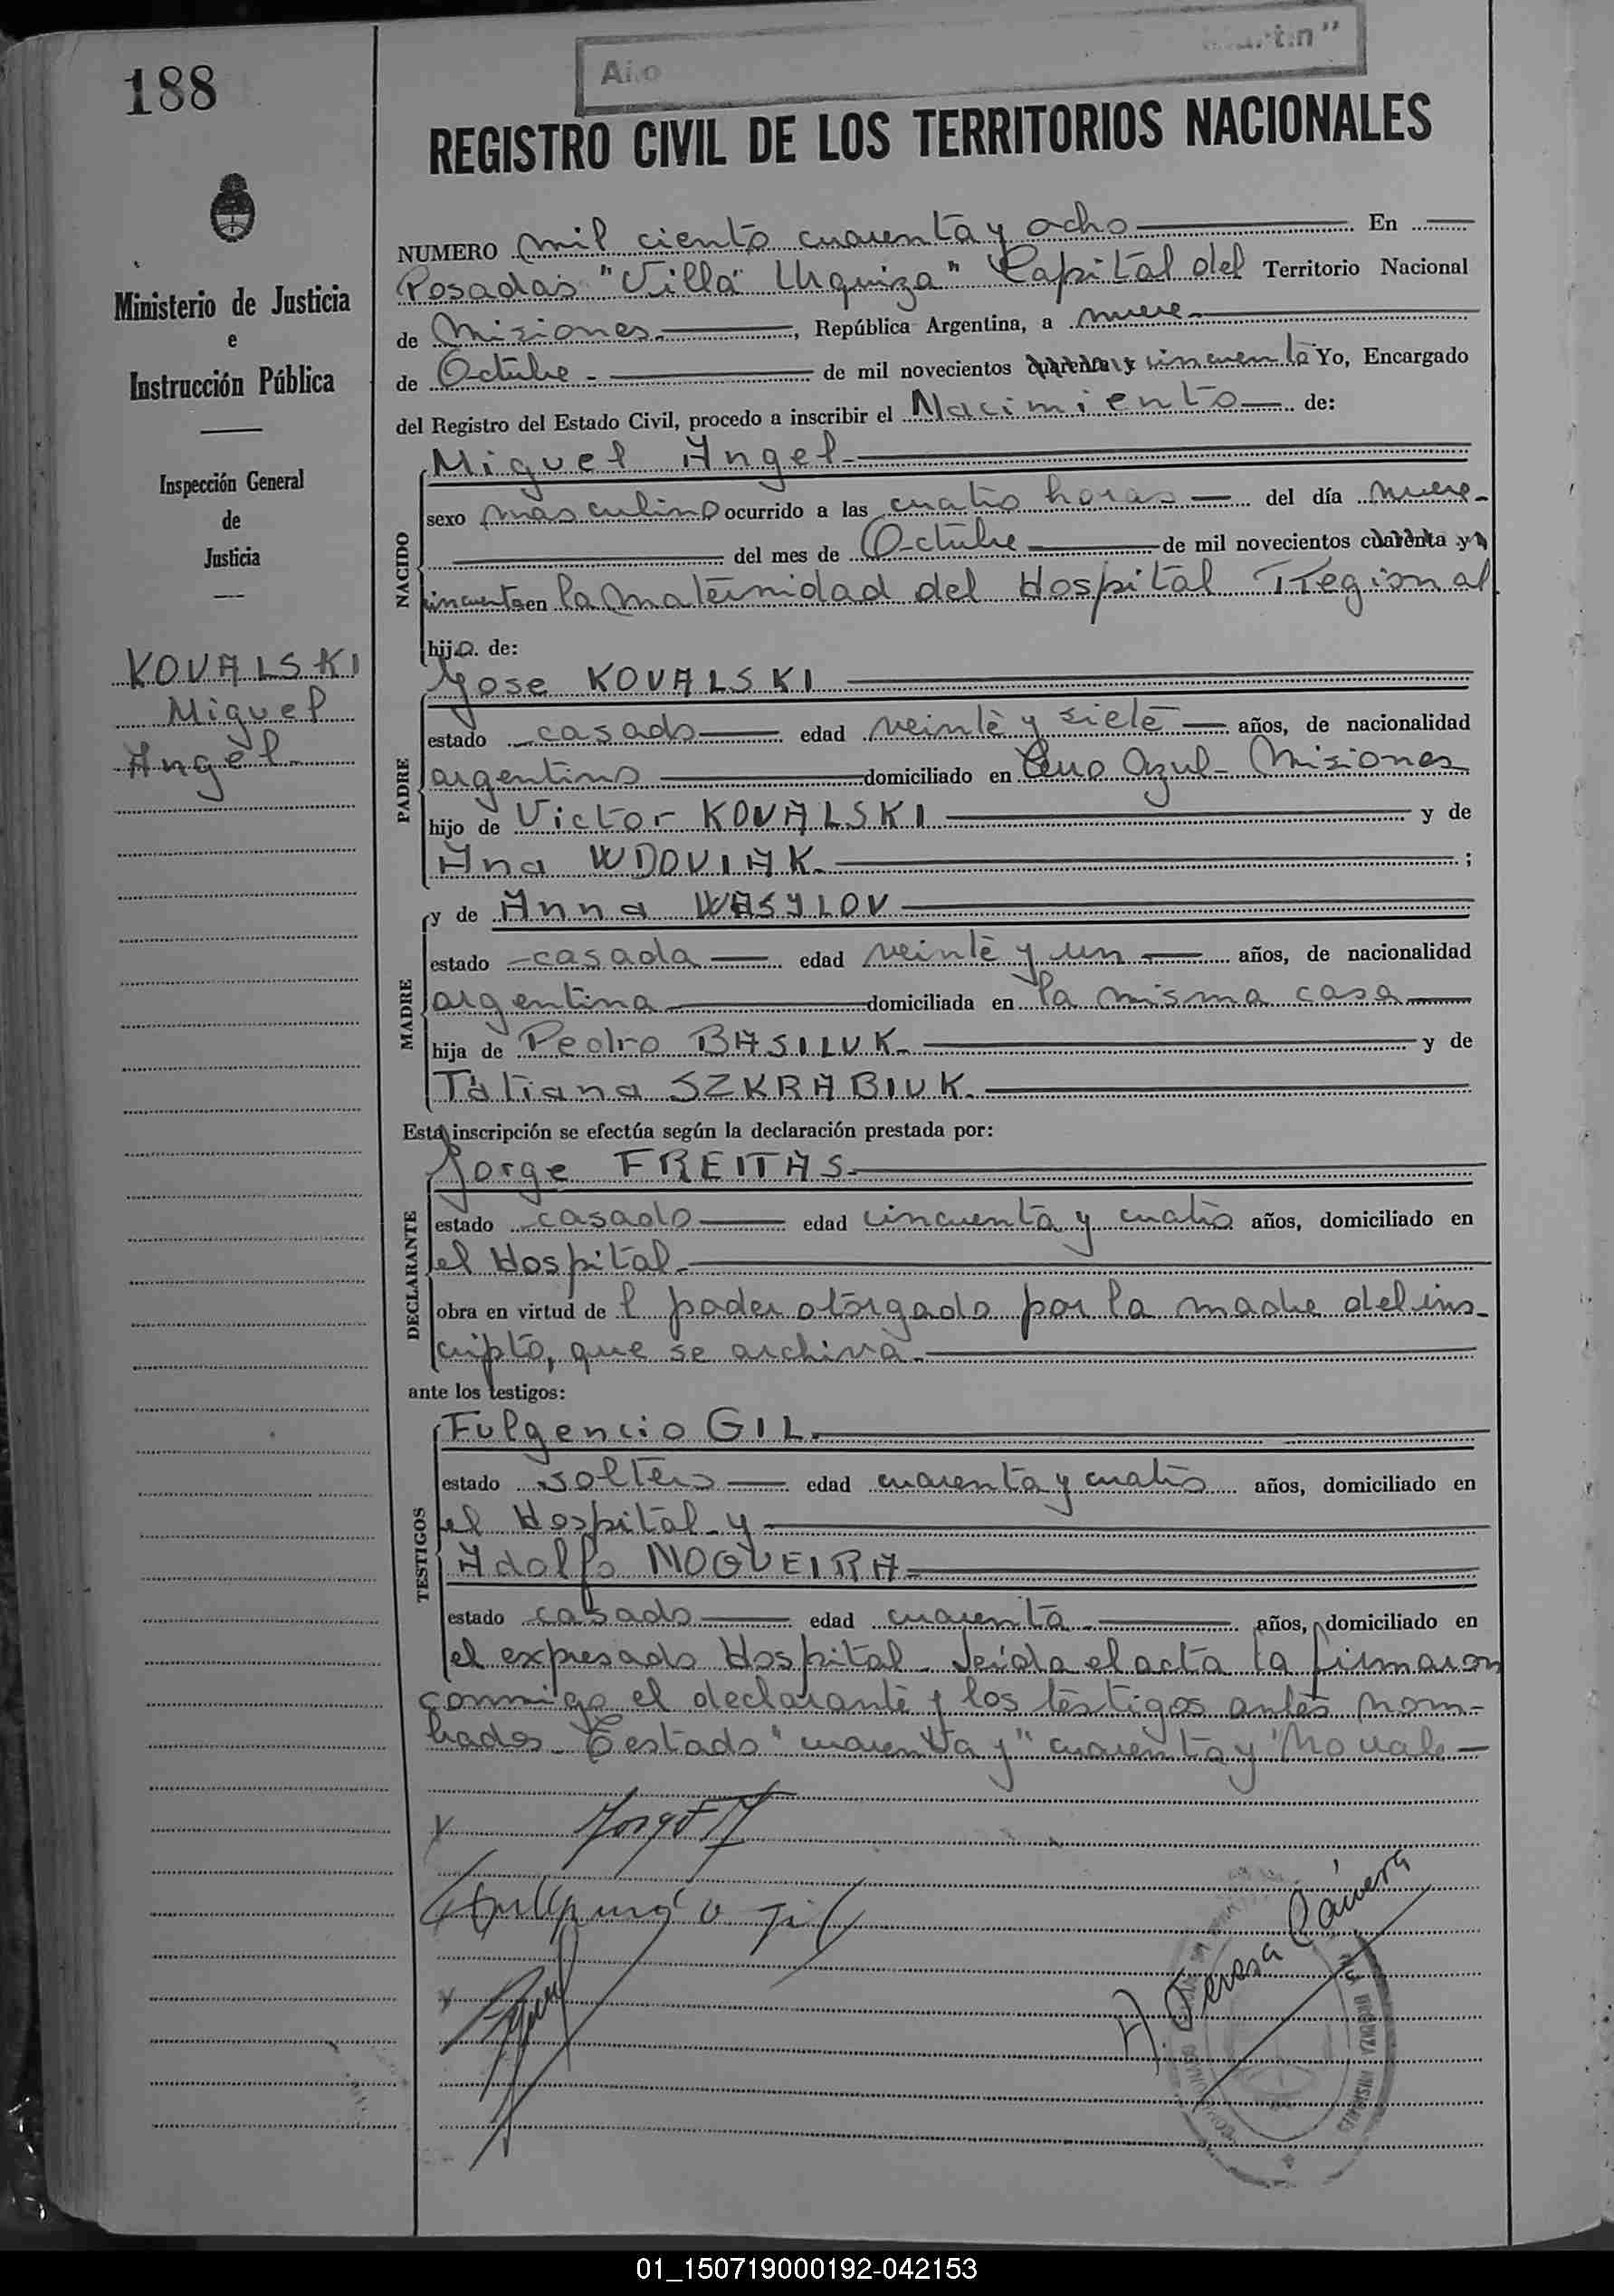 188
Año
REGISTRO CIVIL DE LOS TERRITORIOS NACIONALES
Ministerio de Justicia
e
Instrucción Pública
Inspección General
de
Justicia
KOVALSKI
Miguel
Angel
NUMERO mil ciento cuarenta y ocho En
Posadas "Villa Urquiza" Capital del Territorio Nacional
de Misiones, República Argentina, a nueve
de Octubre de mil novecientos cuarenta y cincuenta Yo, Encargado
del Registro del Estado Civil, procedo a inscribir el Nacimiento de:
NACIDO
Miguel Angel
sexo masculino ocurrido a las cuatro horas del día nueve
del mes de Octubre de mil novecientos cuarenta y
cincuenta en la maternidad del Hospital Regional
hijo de:
PADRE
Jose KOVALSKI
estado casado edad veinte y siete años, de nacionalidad
argentino domiciliado en Cerro Azul - Misiones
hijo de Victor KOVALSKI y de
Ana WDOVIAK ;
MADRE
y de Anna WASYLOV
estado casada edad veinte y un años, de nacionalidad
argentina domiciliada en la misma casa
hija de Pedro BASILUK y de
Tatiana SZKRABIUK
Esta inscripción se efectúa según la declaración prestada por:
DECLARANTE
Jorge FREITAS
estado casado edad cincuenta y cuatro años, domiciliado en
el Hospital
obra en virtud del poder otorgado por la madre del ins-
cripto, que se archiva
ante los testigos:
TESTIGOS
Fulgencio GIL
estado soltero edad cuarenta y cuatro años, domiciliado en
el Hospital y
Adolfo NOGUEIRA
estado casado edad cuarenta años, domiciliado en
el expresado Hospital. Leída el acta la firmaron
conmigo el declarante y los testigos antes nom-
brados. Testado "cuarenta y" cuarenta y "No vale
H. Teresa
01_150719000192-042153